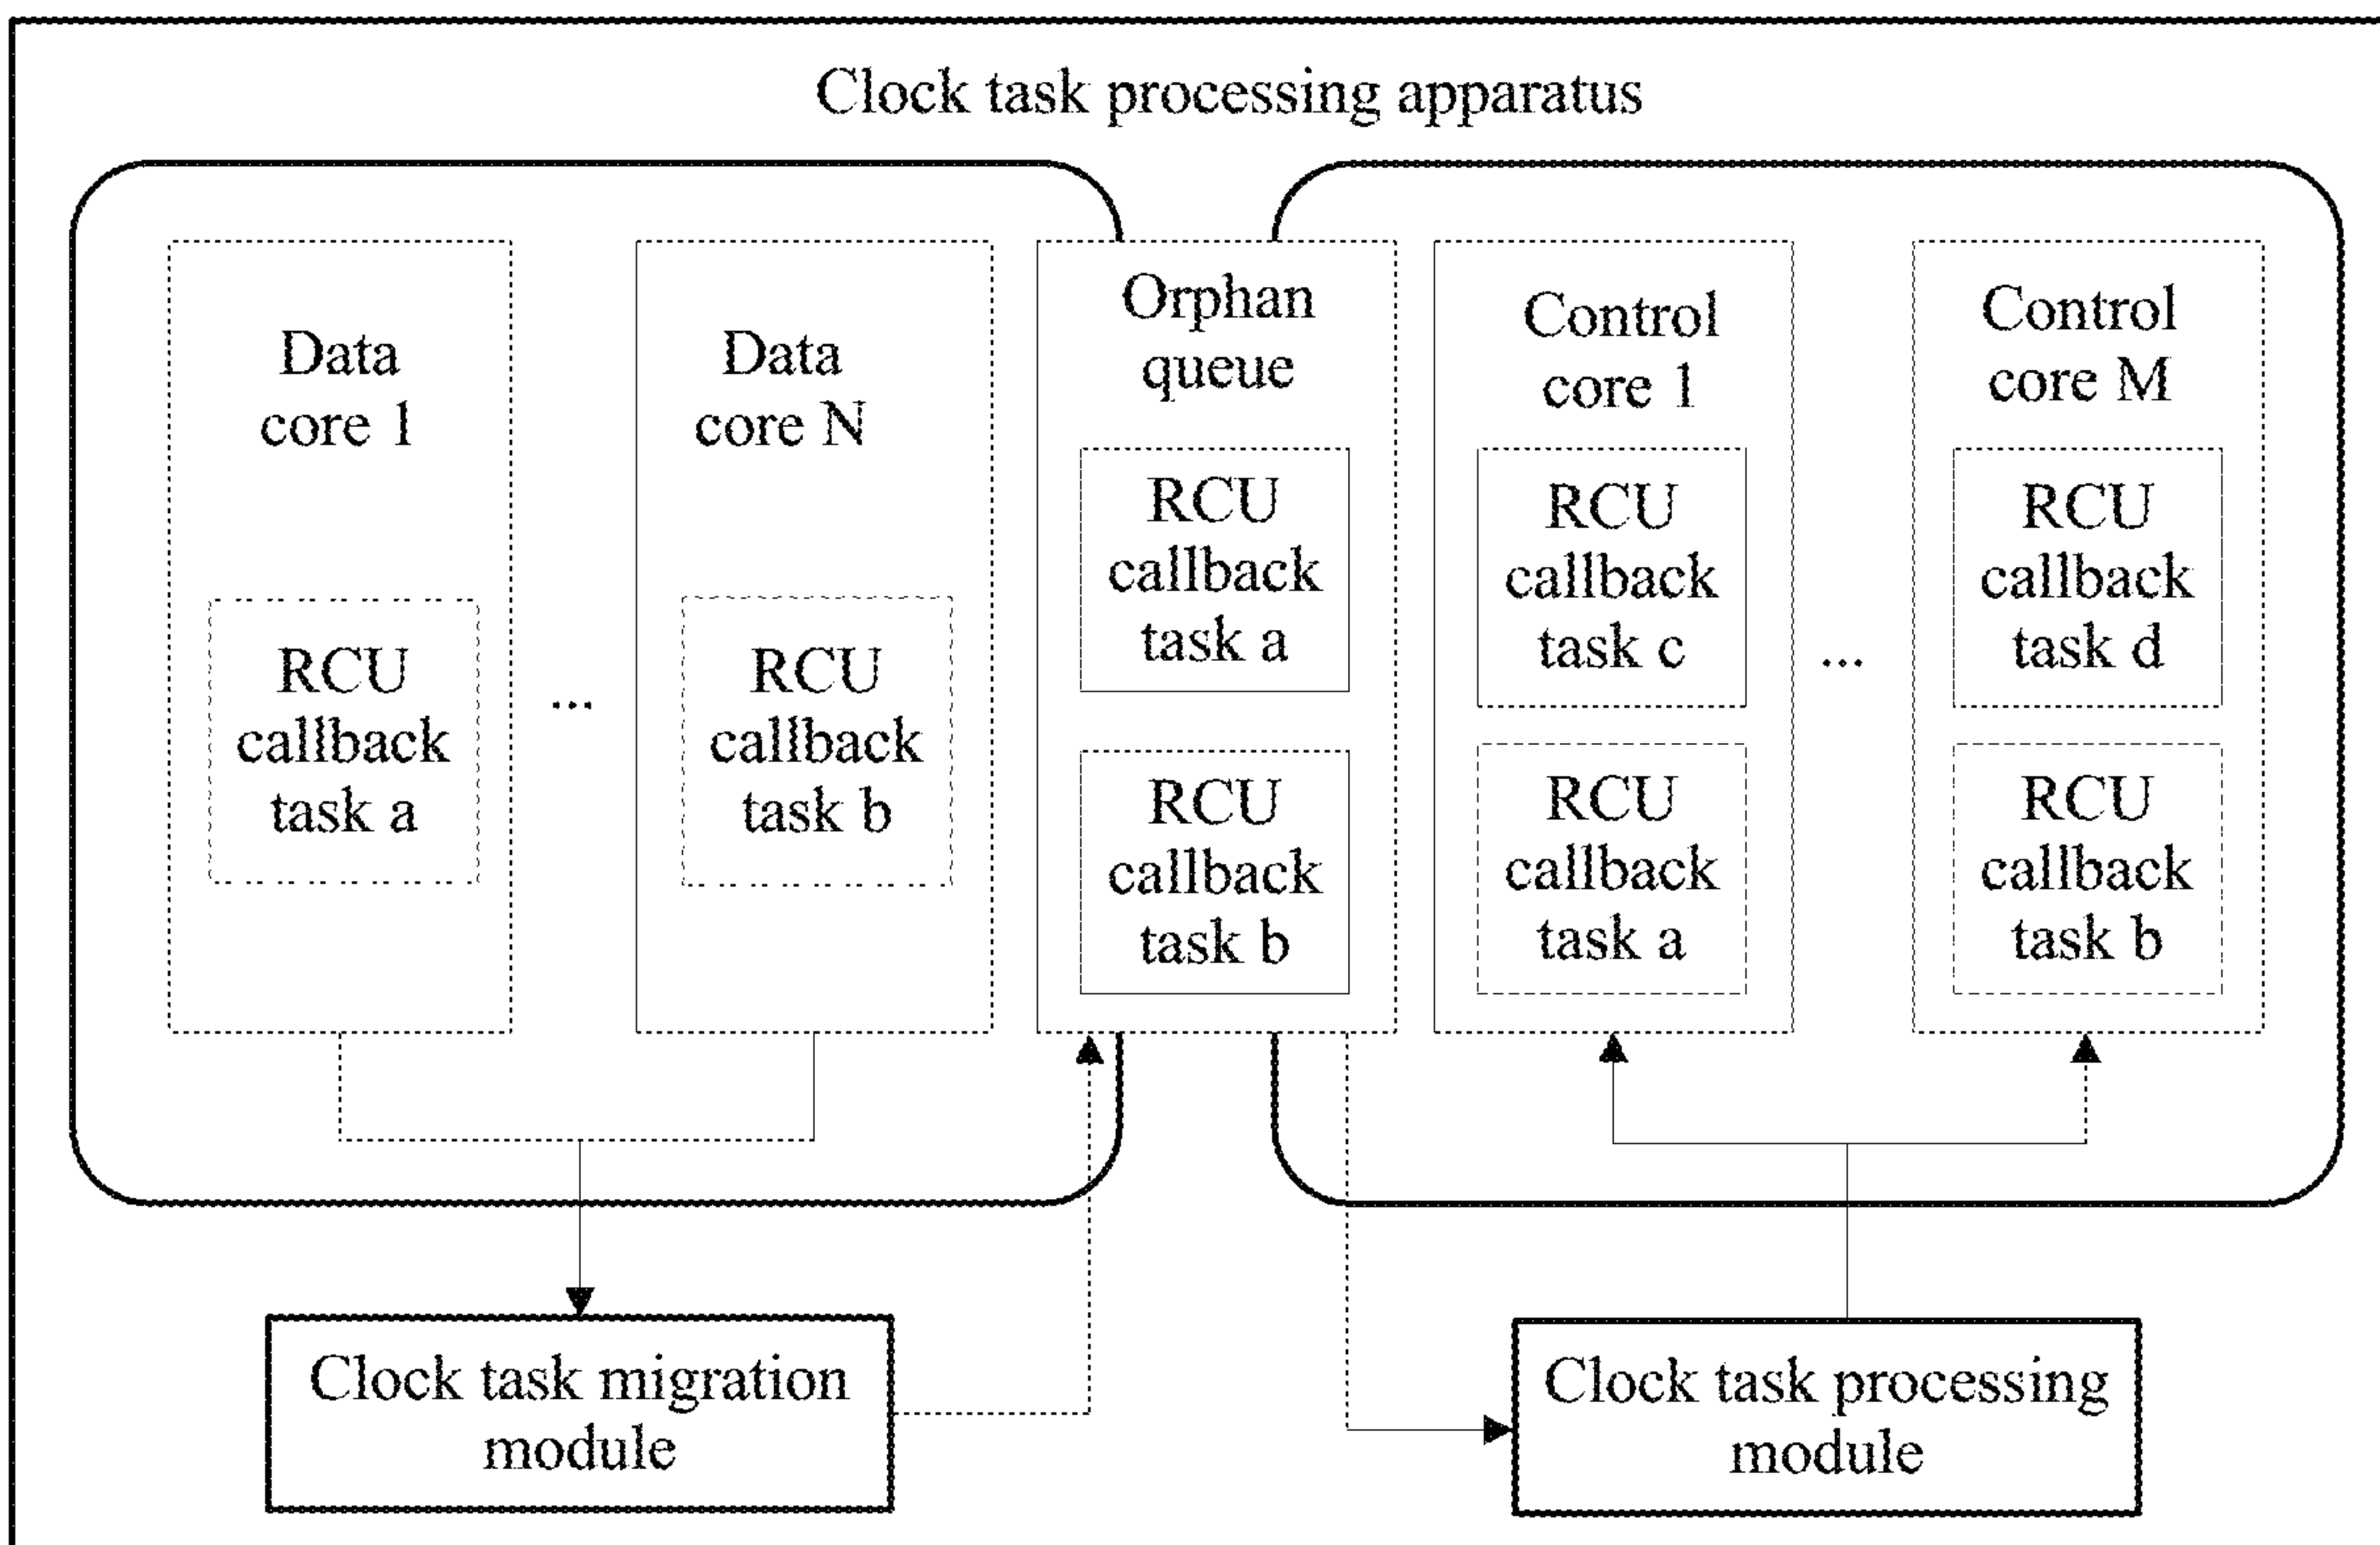 Clock task processing apparatus
Data
core 1
RCU
callback
task a
...
Data
core N
RCU
callback
task b
Orphan
queue
RCU
callback
task a
RCU
callback
task b
Control
core 1
RCU
callback
task c
RCU
callback
task a
...
Control
core M
RCU
callback
task d
RCU
callback
task b
Clock task migration
module
Clock task processing
module